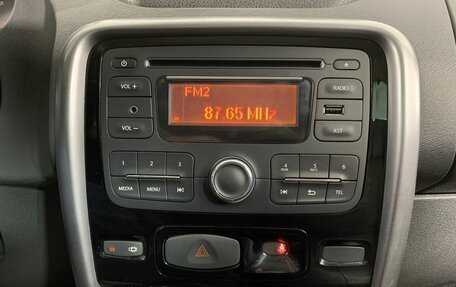 VOL +
FM2
87.65 MHz
RADIO
VOL –
AST
1 2 3
4 5 6
MEDIA MENU
TEL